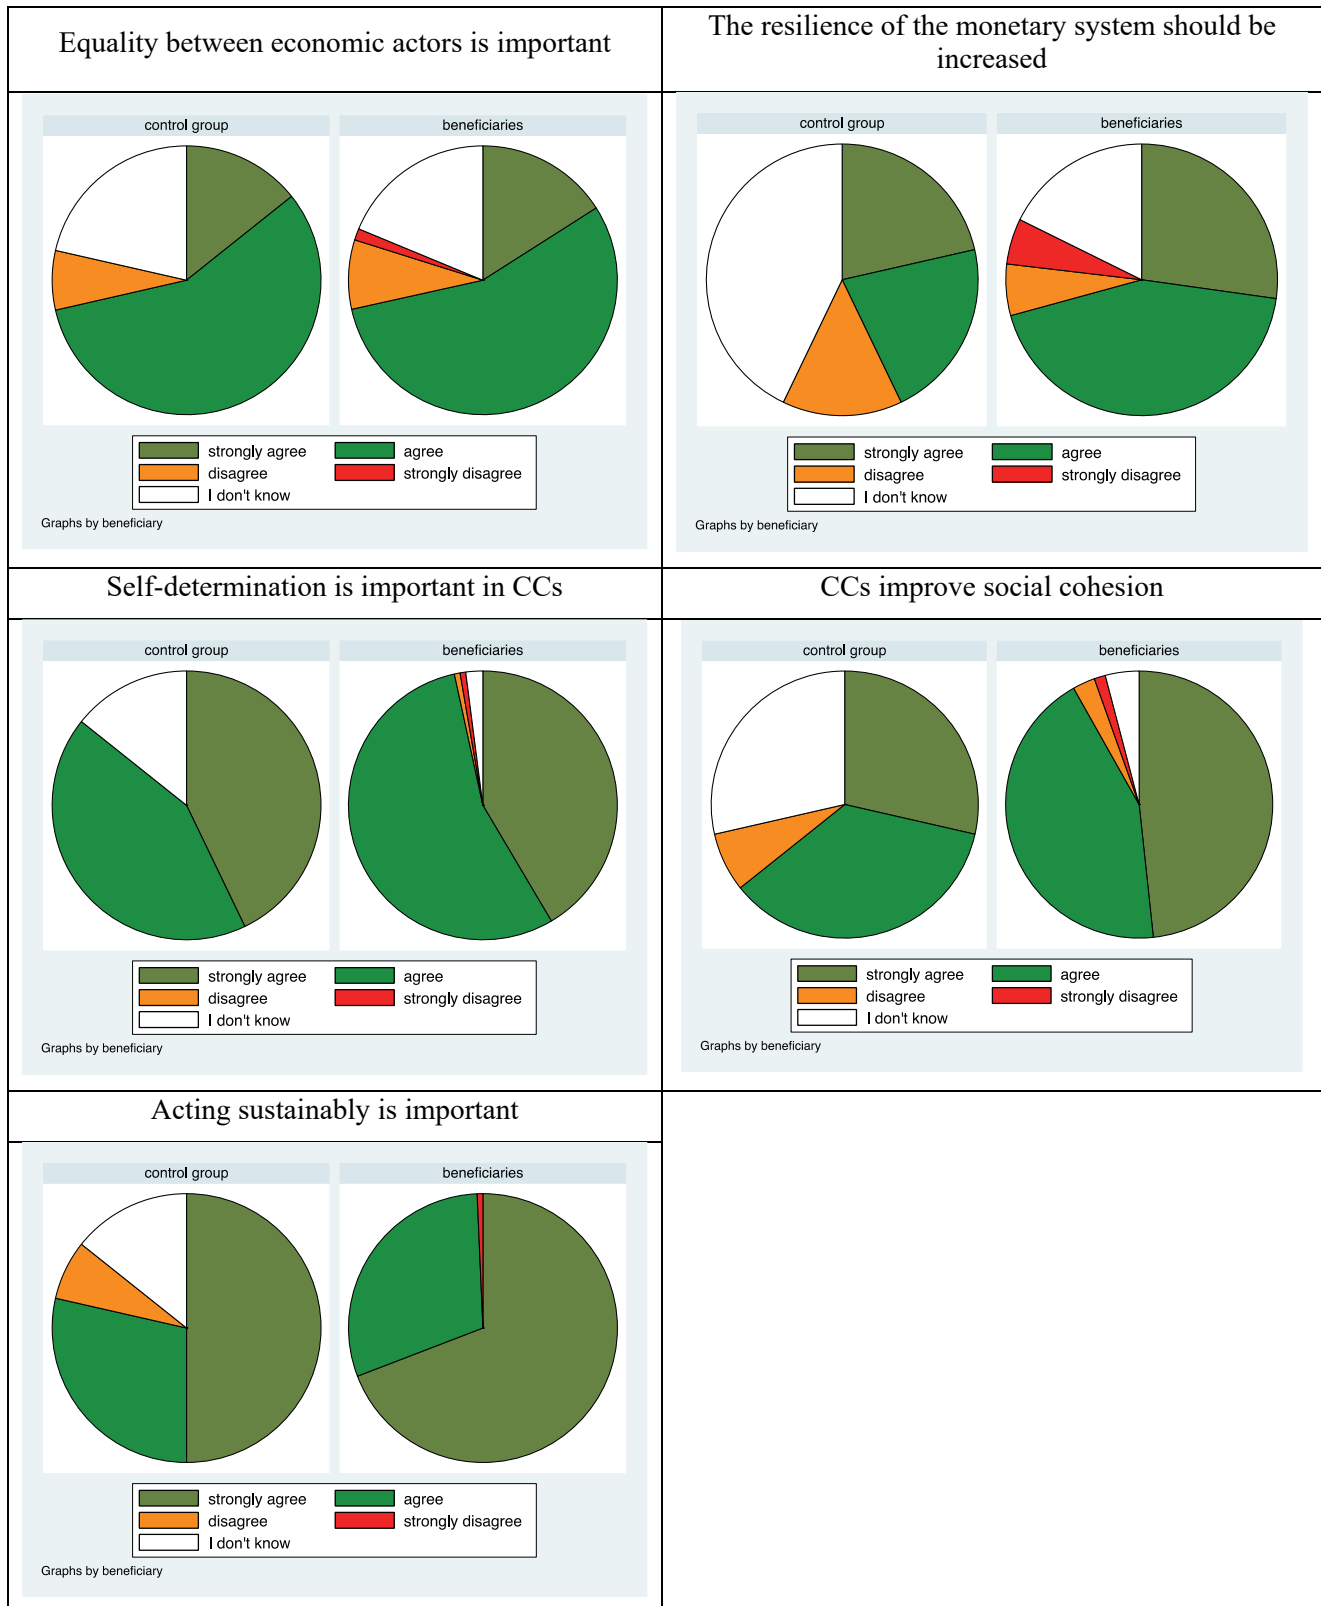 Equality between economic actors is important
The resilience of the monetary system should be
increased
control group
beneficiaries
strongly agree
agree
disagree
strongly disagree
I don't know
Graphs by beneficiary
control group
beneficiaries
strongly agree
agree
disagree
strongly disagree
I don't know
Graphs by beneficiary
Self-determination is important in CCs
CCs improve social cohesion
control group
beneficiaries
strongly agree
agree
disagree
strongly disagree
I don't know
Graphs by beneficiary
control group
beneficiaries
strongly agree
agree
disagree
strongly disagree
I don't know
Graphs by beneficiary
Acting sustainably is important
control group
beneficiaries
strongly agree
agree
disagree
strongly disagree
I don't know
Graphs by beneficiary